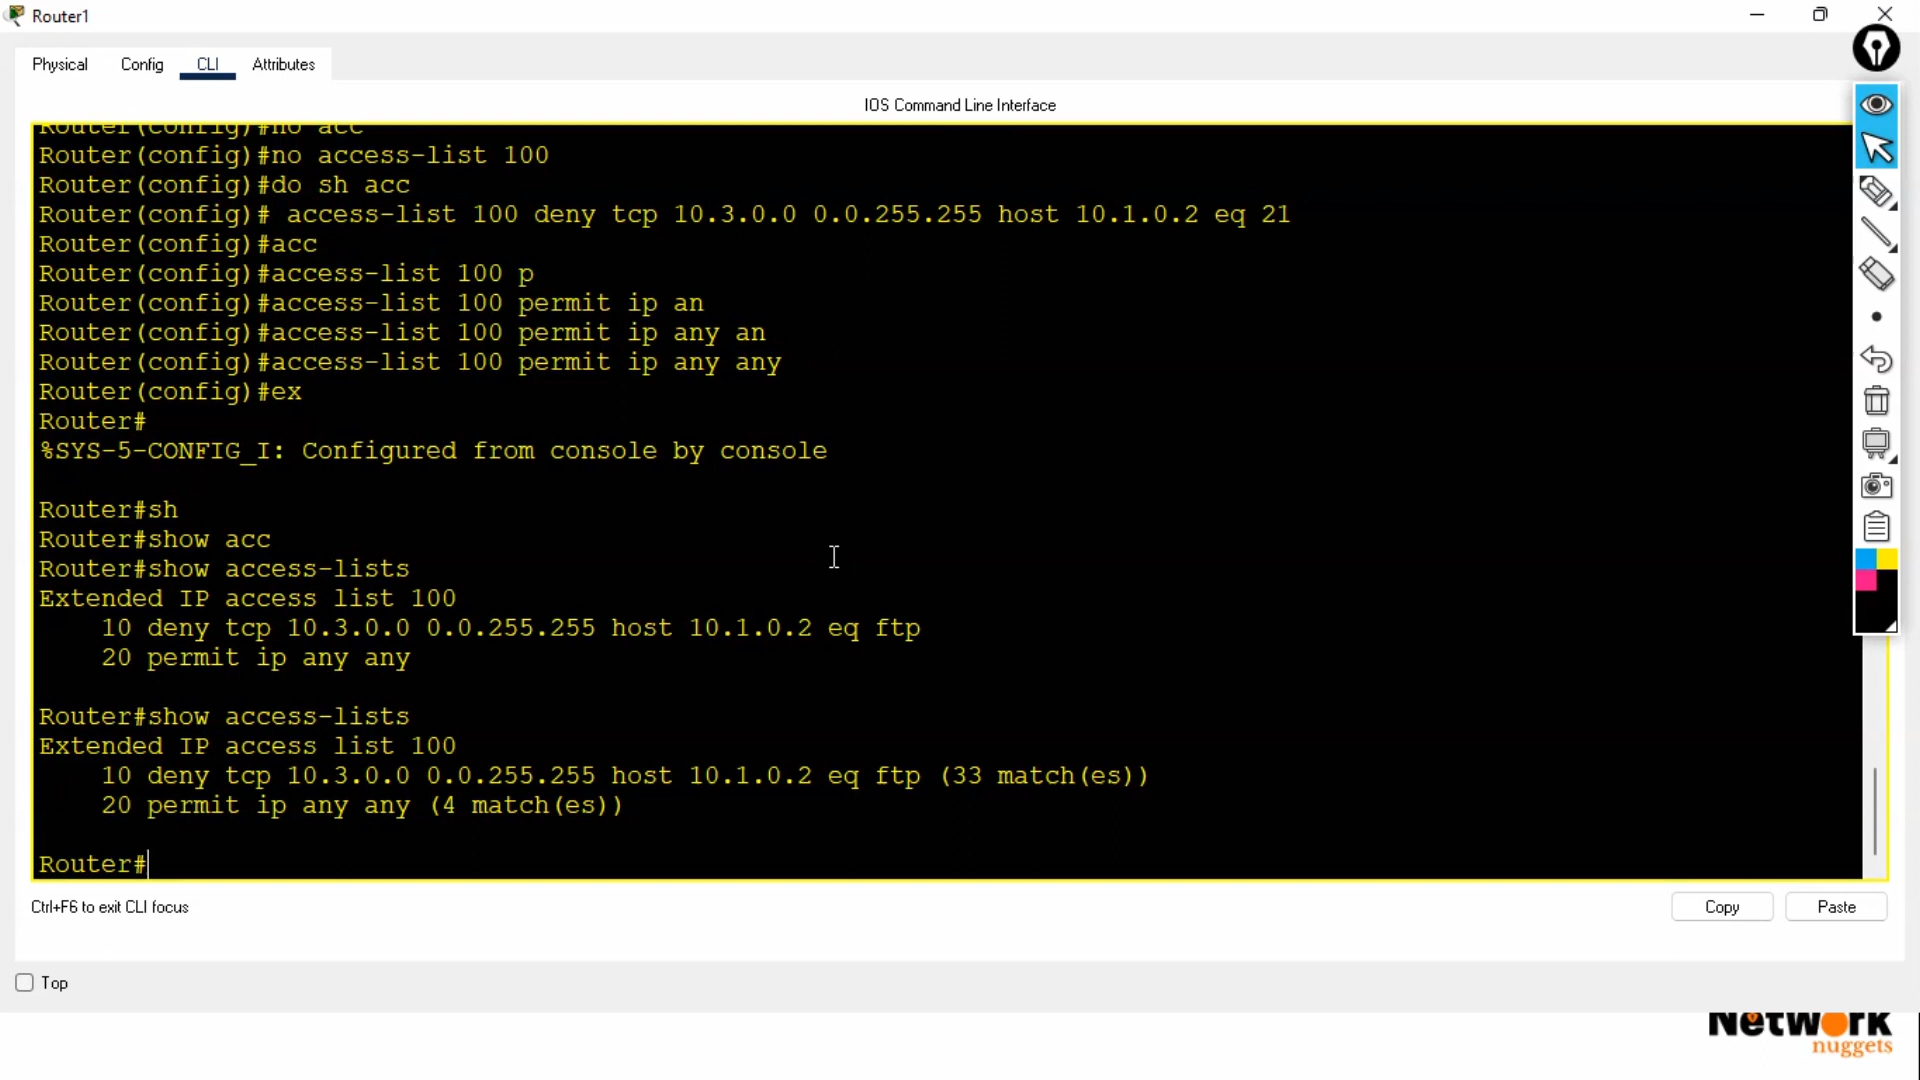 Router1
Physical Config CLI Attributes
IOS Command Line Interface
Router(config)#no acc
Router(config)#no access-list 100
Router(config)#do sh acc
Router(config)# access-list 100 deny tcp 10.3.0.0 0.0.255.255 host 10.1.0.2 eq 21
Router(config)#acc
Router(config)#access-list 100 p
Router(config)#access-list 100 permit ip an
Router(config)#access-list 100 permit ip any an
Router(config)#access-list 100 permit ip any any
Router(config)#ex
Router#
%SYS-5-CONFIG_I: Configured from console by console
Router#sh
Router#show acc
Router#show access-lists
Extended IP access list 100
10 deny tcp 10.3.0.0 0.0.255.255 host 10.1.0.2 eq ftp
20 permit ip any any
Router#show access-lists
Extended IP access list 100
10 deny tcp 10.3.0.0 0.0.255.255 host 10.1.0.2 eq ftp (33 match(es))
20 permit ip any any (4 match(es))
Router#
Ctrl+F6 to exit CLI focus
Copy Paste
Top
Network
nuggets